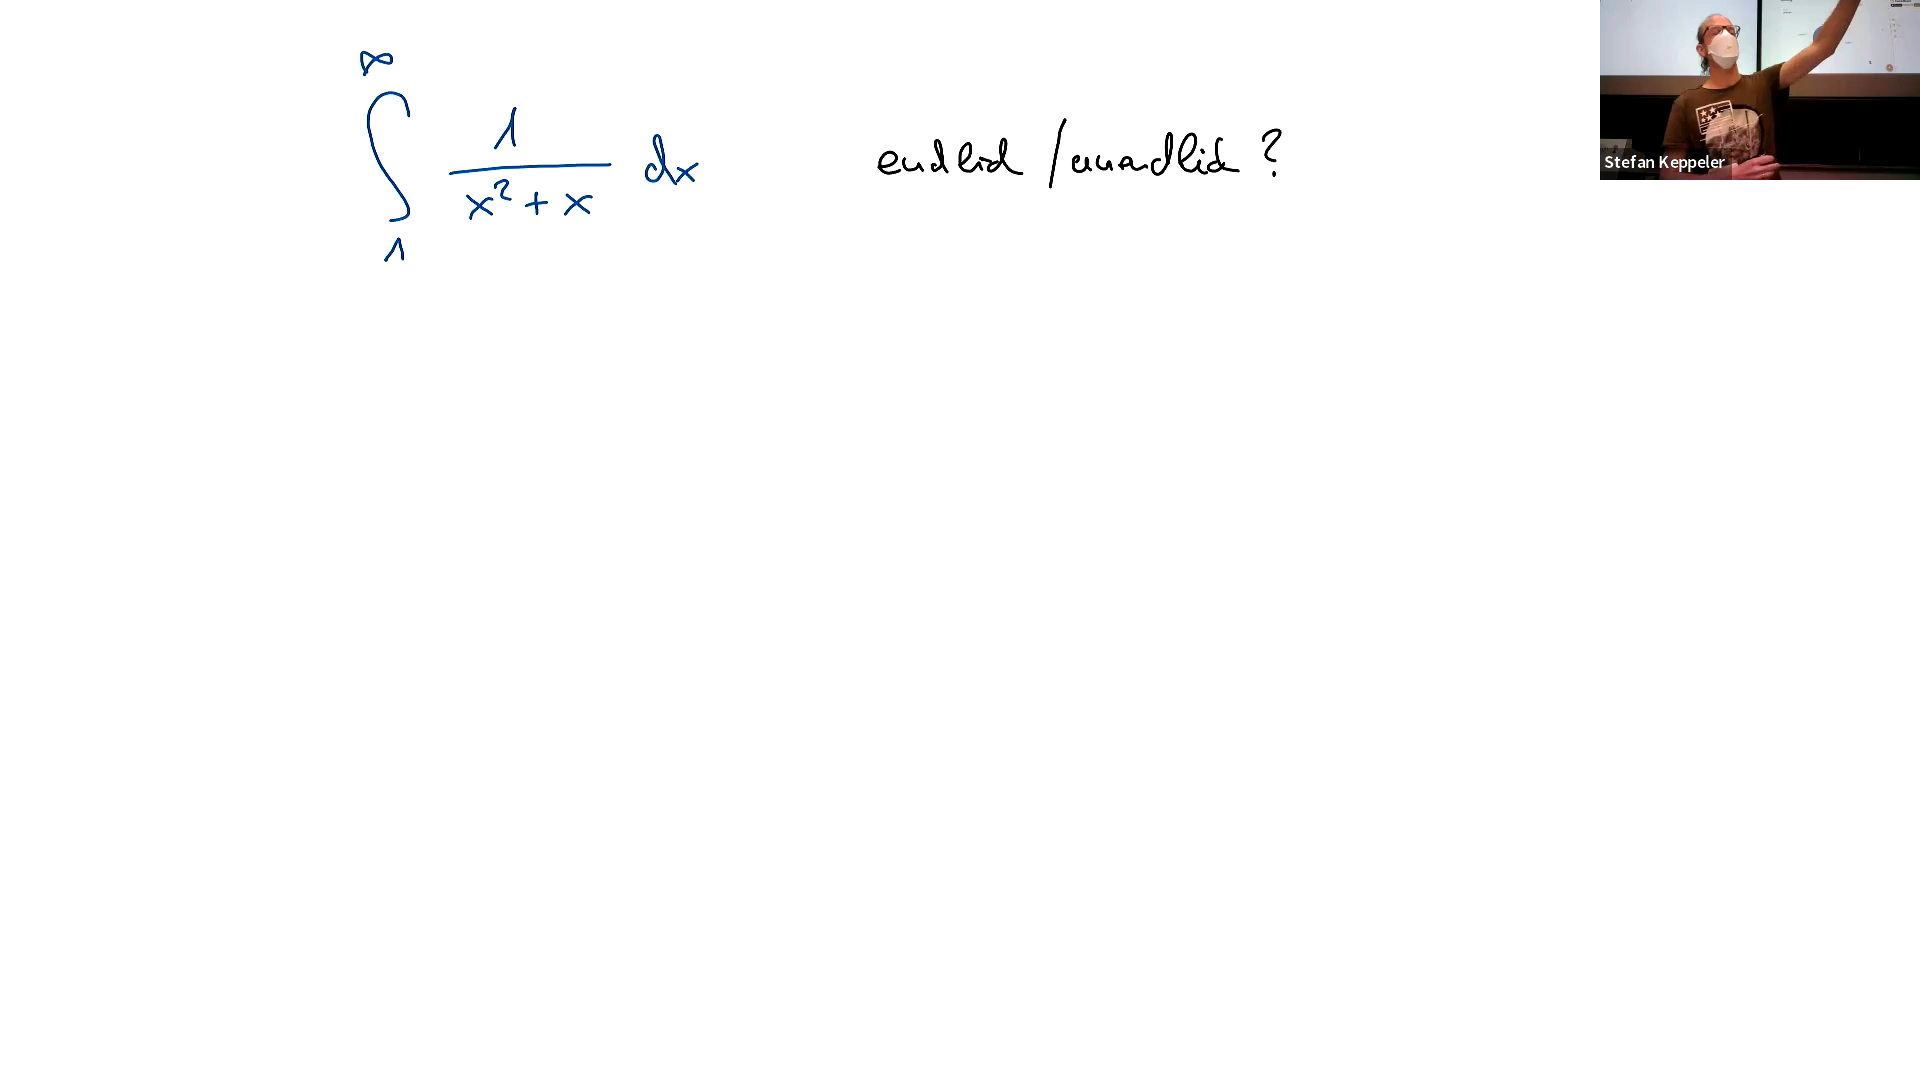 ∫₁^∞ 1/(x² + x) dx endlich / unendlich ?
Stefan Keppeler